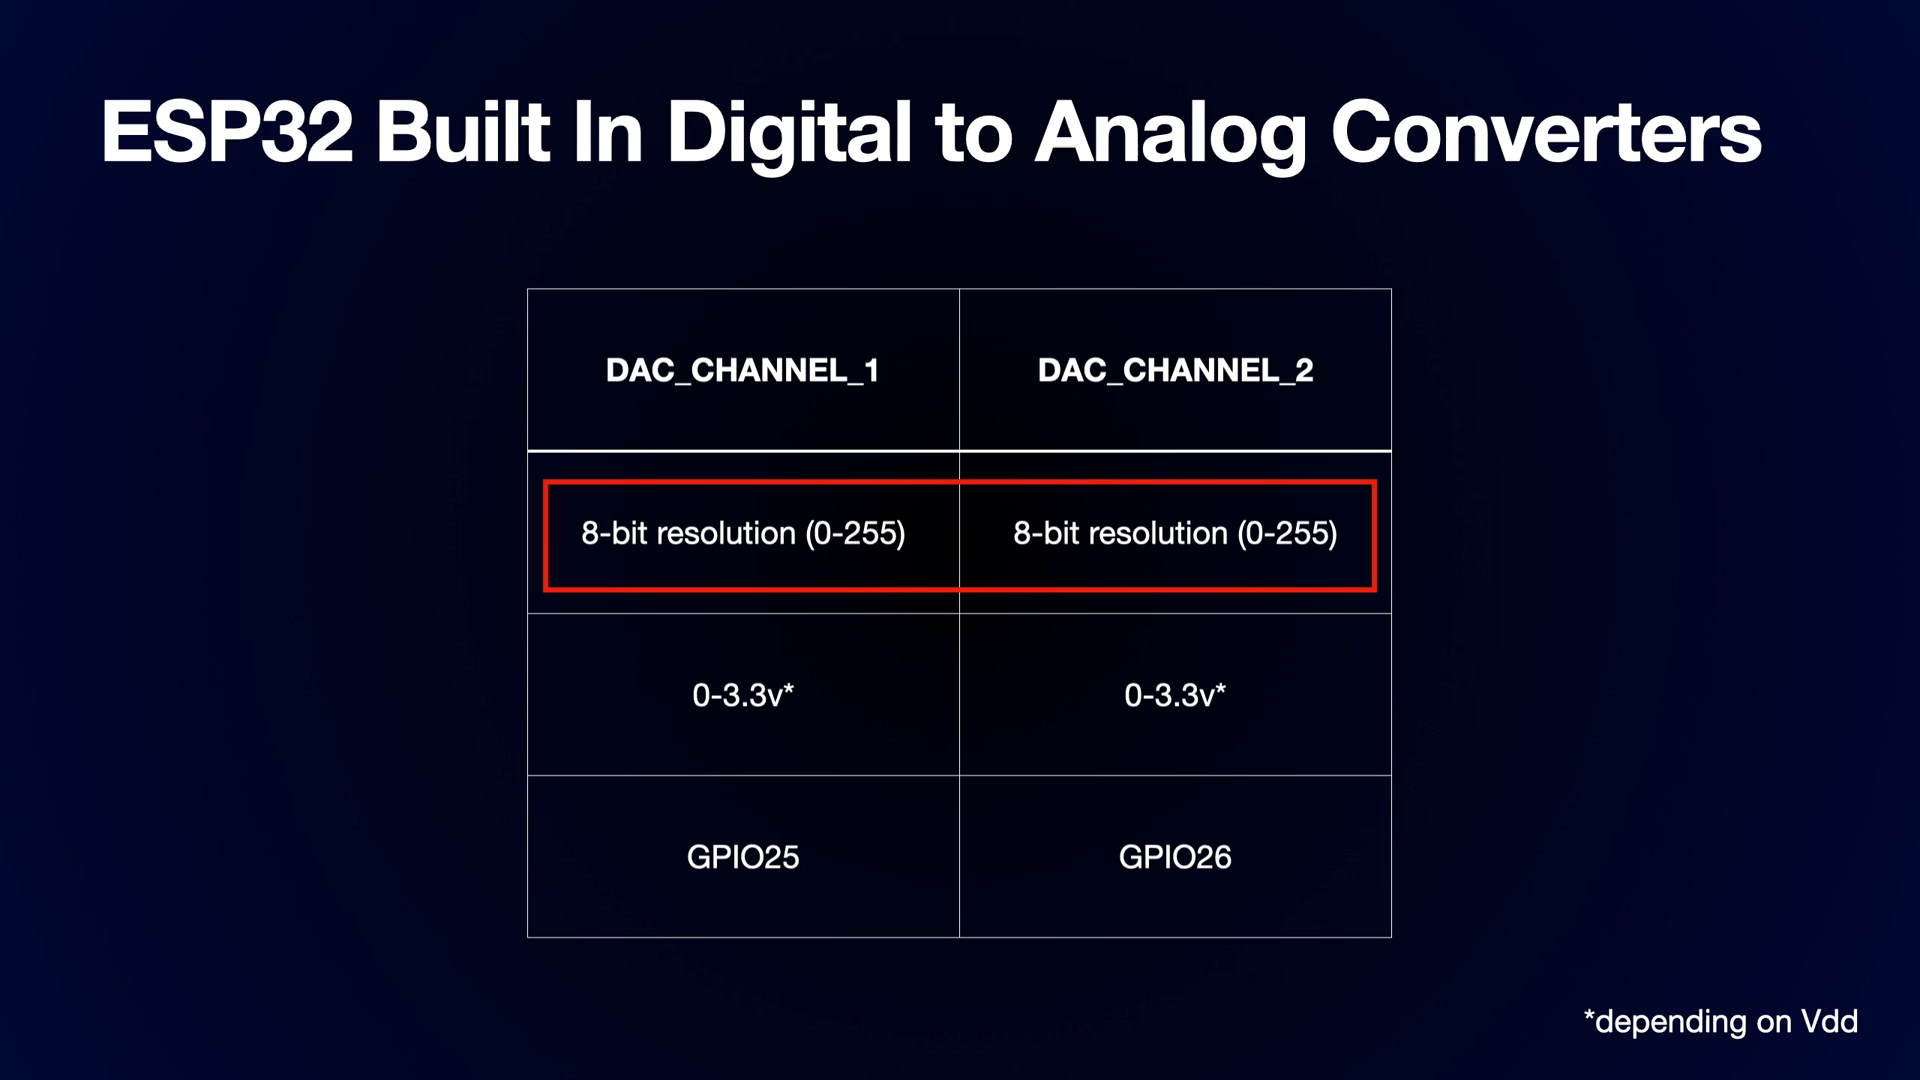 ESP32 Built In Digital to Analog Converters
DAC_CHANNEL_1 DAC_CHANNEL_2
8-bit resolution (0-255) 8-bit resolution (0-255)
0-3.3v* 0-3.3v*
GPIO25 GPIO26
*depending on Vdd